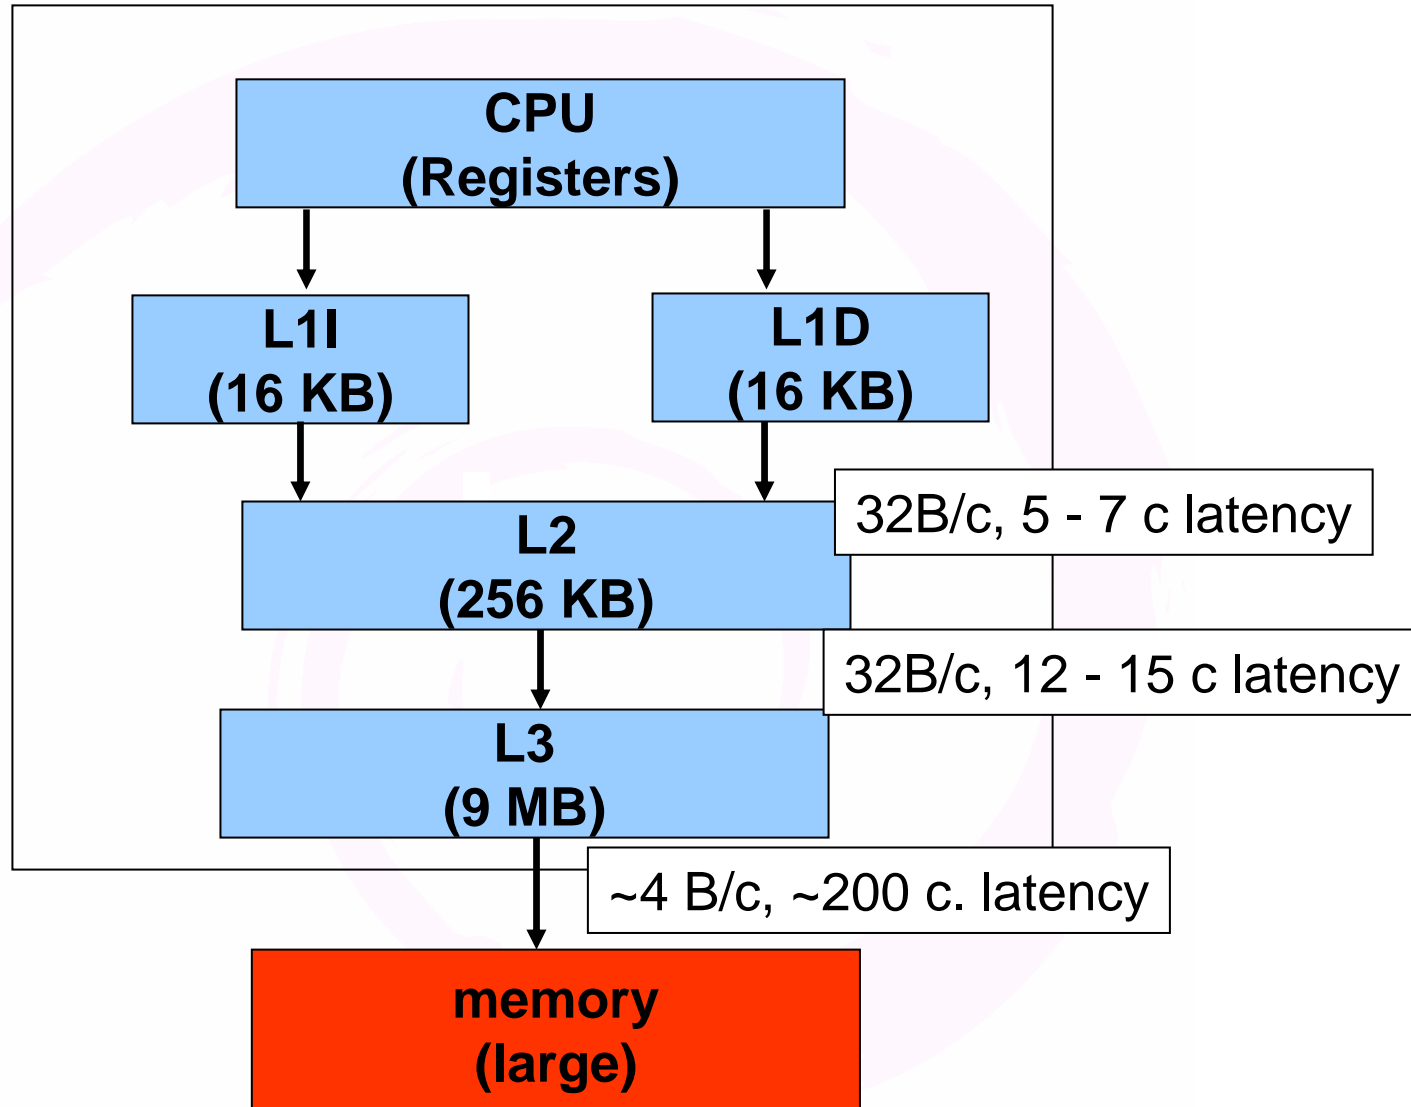 CPU
(Registers)
L1I
(16 KB)
L1D
(16 KB)
32B/c, 5 - 7 c latency
L2
(256 KB)
32B/c, 12 - 15 c latency
L3
(9 MB)
~4 B/c, ~200 c. latency
memory
(large)